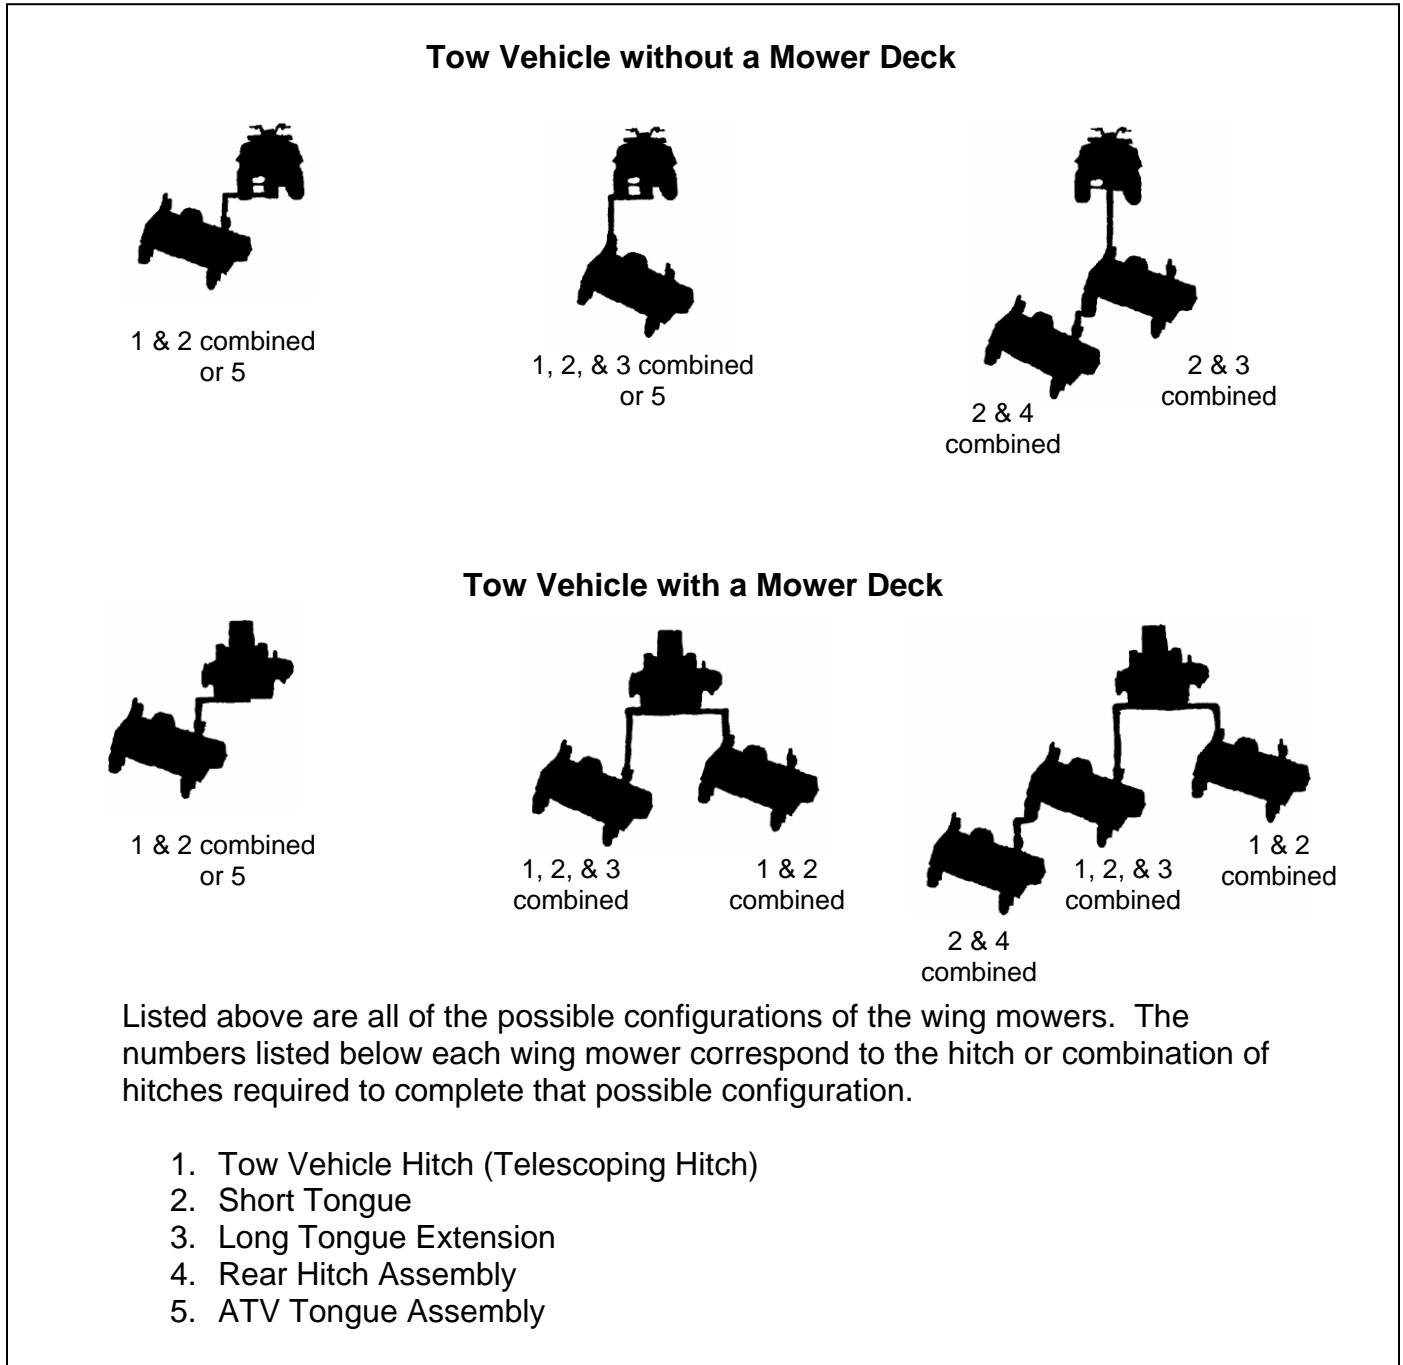 Tow Vehicle without a Mower Deck
1 & 2 combined
or 5
1, 2, & 3 combined
or 5
2 & 4
combined
2 & 3
combined
Tow Vehicle with a Mower Deck
1 & 2 combined
or 5
1, 2, & 3
combined
1 & 2
combined
2 & 4
combined
1, 2, & 3
combined
1 & 2
combined
Listed above are all of the possible configurations of the wing mowers.  The
numbers listed below each wing mower correspond to the hitch or combination of
hitches required to complete that possible configuration.
1. Tow Vehicle Hitch (Telescoping Hitch)
2. Short Tongue
3. Long Tongue Extension
4. Rear Hitch Assembly
5. ATV Tongue Assembly